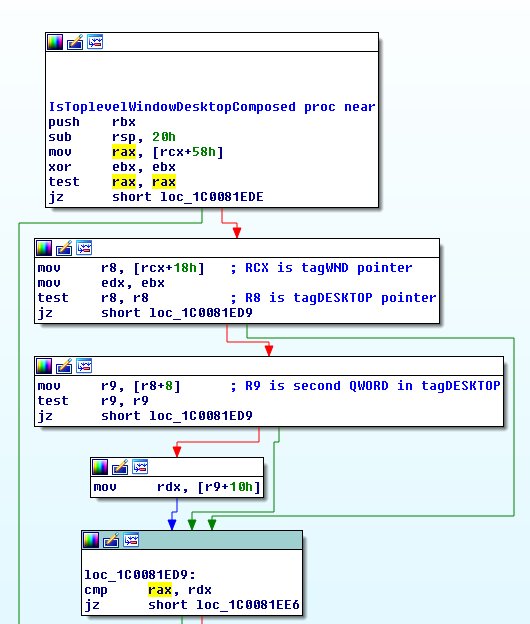 IsToplevelWindowDesktopComposed proc near
push rbx
sub rsp, 20h
mov rax, [rcx+58h]
xor ebx, ebx
test rax, rax
jz short loc_1C0081EDE
mov r8, [rcx+18h] ; RCX is tagWND pointer
mov edx, ebx
test r8, r8 ; R8 is tagDESKTOP pointer
jz short loc_1C0081ED9
mov r9, [r8+8] ; R9 is second QWORD in tagDESKTOP
test r9, r9
jz short loc_1C0081ED9
mov rdx, [r9+10h]
loc_1C0081ED9:
cmp rax, rdx
jz short loc_1C0081EE6